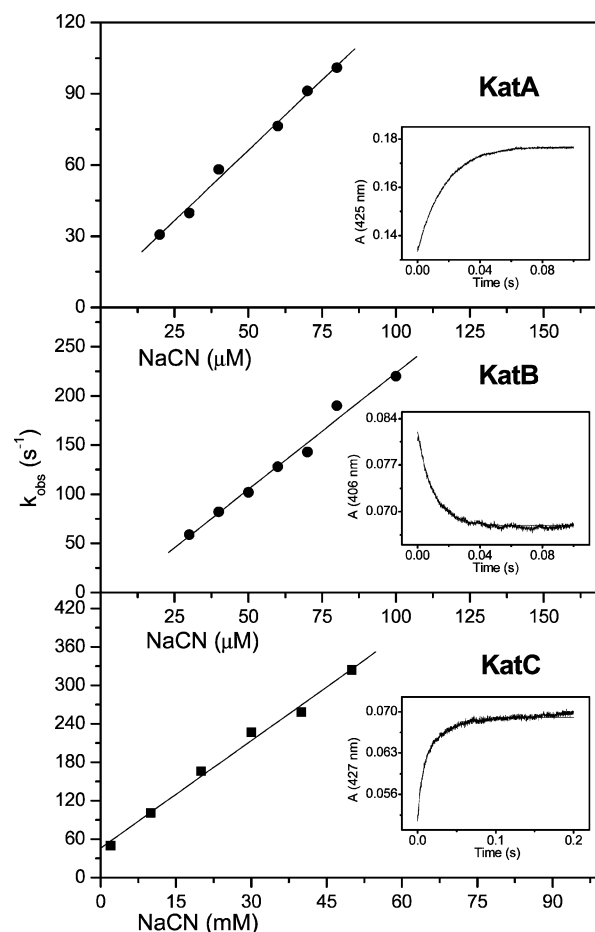 120
90
60
30
0
KatA
A (425 nm)
0.18
0.16
0.14
0.00 0.04 0.08
Time (s)
25 50 75 100 125 150
NaCN (μM)
k_obs (s⁻¹)
250
200
150
100
50
0
KatB
A (406 nm)
0.084
0.077
0.070
0.00 0.04 0.08
Time (s)
25 50 75 100 125 150
NaCN (μM)
420
360
300
240
180
120
60
0
KatC
A (427 nm)
0.070
0.063
0.056
0.0 0.1 0.2
Time (s)
0 15 30 45 60 75 90
NaCN (mM)